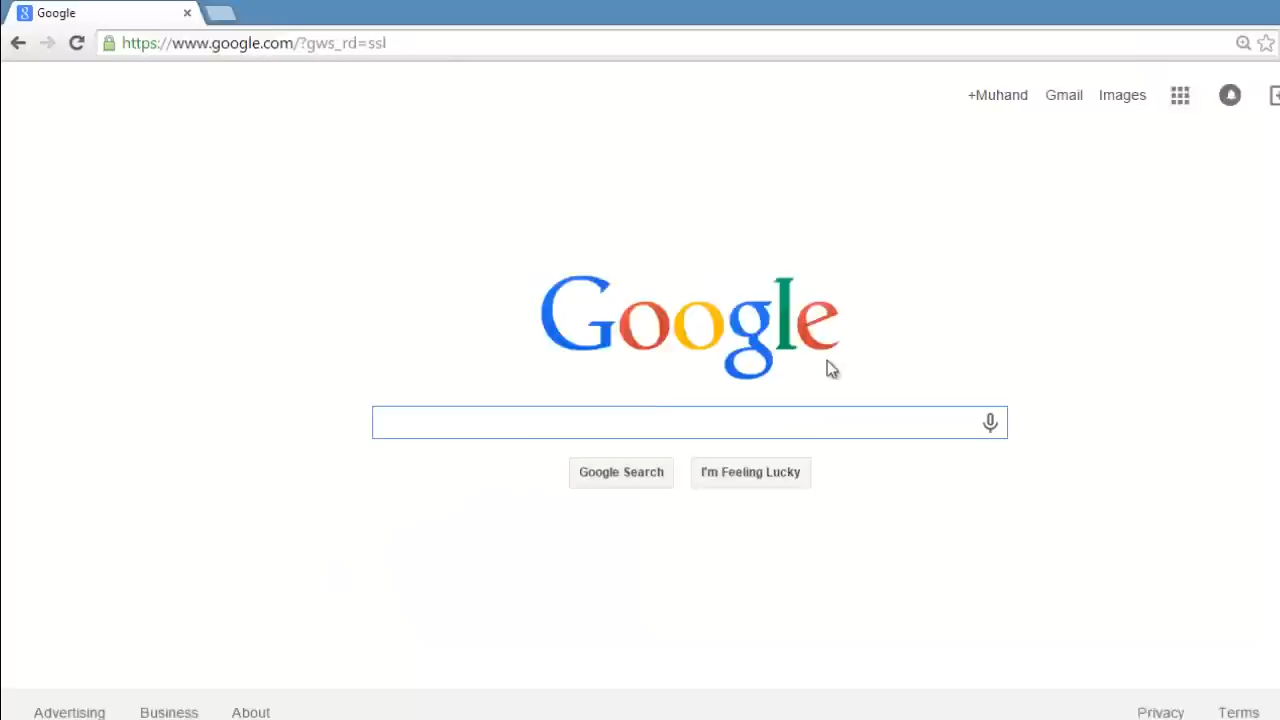 Google
https://www.google.com/?gws_rd=ssl
+Muhand Gmail Images
Google
Google Search I'm Feeling Lucky
Advertising Business About Privacy Terms